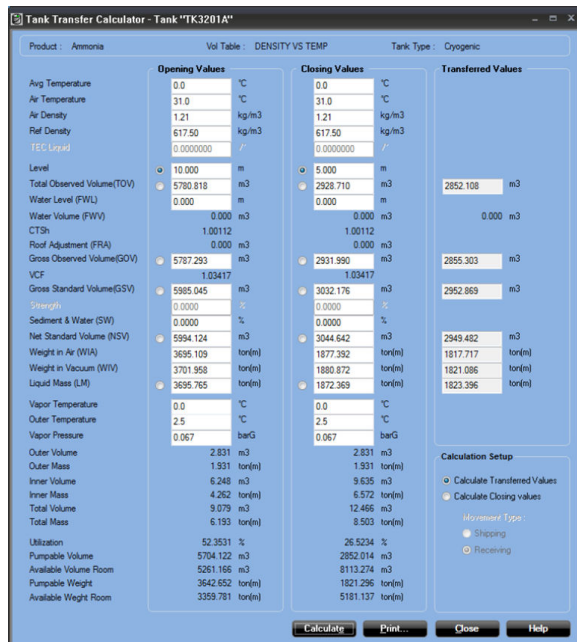 Tank Transfer Calculator - Tank "TK3201A"
Product : Ammonia Vol Table : DENSITY VS TEMP Tank Type : Cryogenic
Opening Values Closing Values Transferred Values
Avg Temperature 0.0 °C 0.0 °C
Air Temperature 31.0 °C 31.0 °C
Air Density 1.21 kg/m3 1.21 kg/m3
Ref Density 617.50 kg/m3 617.50 kg/m3
TEC Liquid 0.0000000 /° 0.0000000 /°
Level 10.000 m 5.000 m
Total Observed Volume(TOV) 5780.818 m3 2928.710 m3 2852.108 m3
Water Level (FWL) 0.000 m 0.000 m
Water Volume (FWV) 0.000 m3 0.000 m3 0.000 m3
CTSh 1.00112 1.00112
Roof Adjustment (FRA) 0.000 m3 0.000 m3
Gross Observed Volume(GOV) 5787.293 m3 2931.990 m3 2855.303 m3
VCF 1.03417 1.03417
Gross Standard Volume(GSV) 5985.045 m3 3032.176 m3 2952.869 m3
Strength 0.0000 % 0.0000 %
Sediment & Water (SW) 0.0000 % 0.0000 %
Net Standard Volume (NSV) 5994.124 m3 3044.642 m3 2949.482 m3
Weight in Air (WIA) 3695.109 ton(m) 1877.392 ton(m) 1817.717 ton(m)
Weight in Vacuum (WIV) 3701.958 ton(m) 1880.872 ton(m) 1821.086 ton(m)
Liquid Mass (LM) 3695.765 ton(m) 1872.369 ton(m) 1823.396 ton(m)
Vapor Temperature 0.0 °C 0.0 °C
Outer Temperature 2.5 °C 2.5 °C
Vapor Pressure 0.067 barG 0.067 barG
Outer Volume 2.831 m3 2.831 m3
Outer Mass 1.931 ton(m) 1.931 ton(m)
Inner Volume 6.248 m3 9.635 m3
Inner Mass 4.262 ton(m) 6.572 ton(m)
Total Volume 9.079 m3 12.466 m3
Total Mass 6.193 ton(m) 8.503 ton(m)
Utilization 52.3531 % 26.5234 %
Pumpable Volume 5704.122 m3 2852.014 m3
Available Volume Room 5261.166 m3 8113.274 m3
Pumpable Weight 3642.652 ton(m) 1821.296 ton(m)
Available Weght Room 3359.781 ton(m) 5181.137 ton(m)
Calculation Setup
Calculate Transferred Values
Calculate Closing values
Movement Type :
Shipping
Receiving
Calculate Print... Close Help